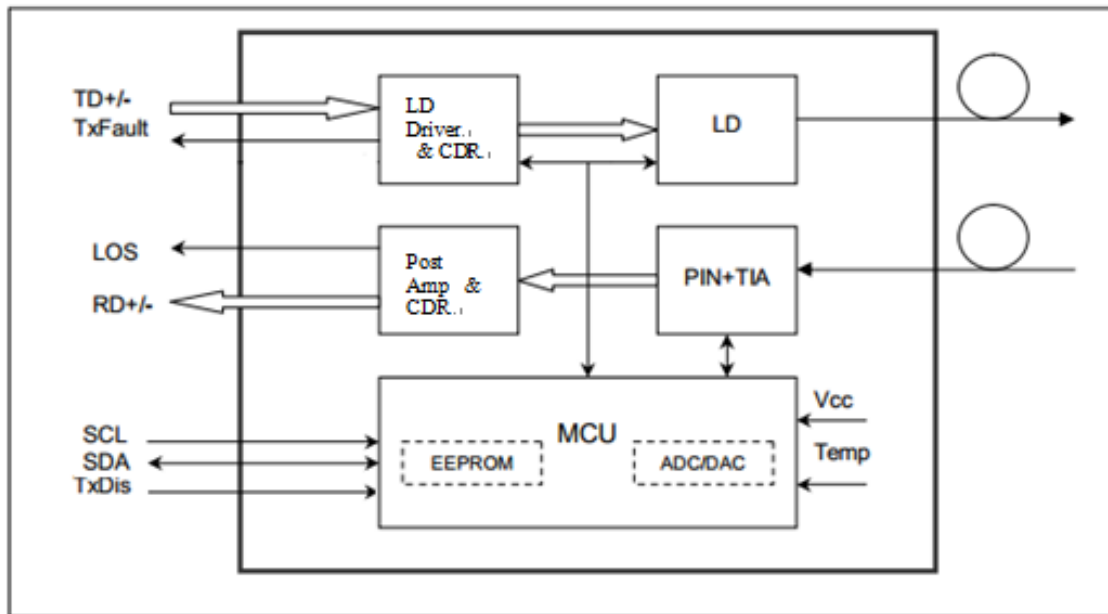 TD+/-
TxFault
LD
Driver
& CDR
LD
LOS
RD+/-
Post
Amp &
CDR
PIN+TIA
SCL
SDA
TxDis
MCU
EEPROM
ADC/DAC
Vcc
Temp